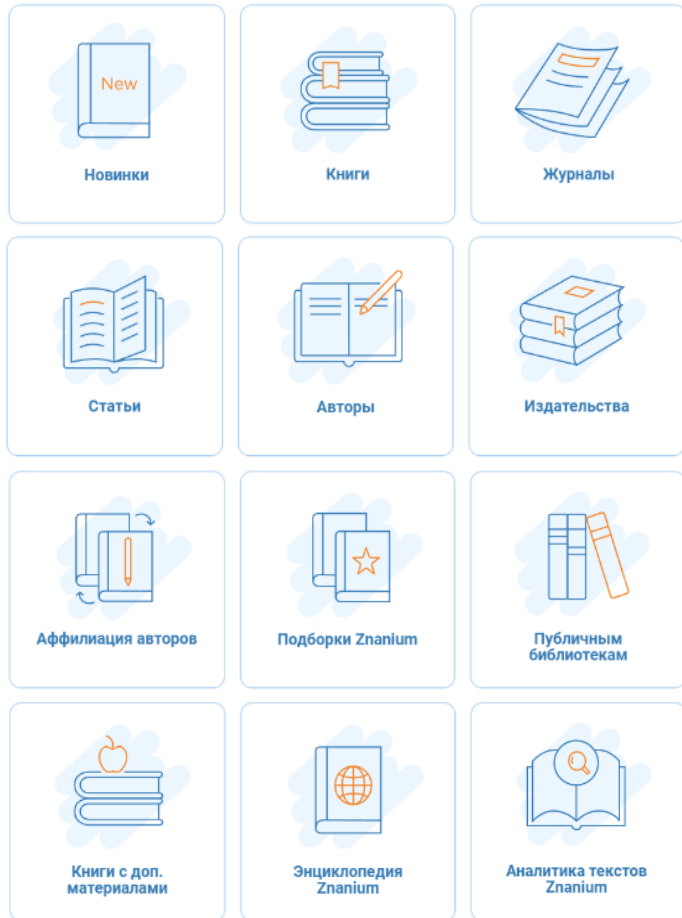 New
Новинки
Книги
Журналы
Статьи
Авторы
Издательства
Аффилиация авторов
Подборки Znanium
Публичным
библиотекам
Книги с доп.
материалами
Энциклопедия
Znanium
Аналитика текстов
Znanium